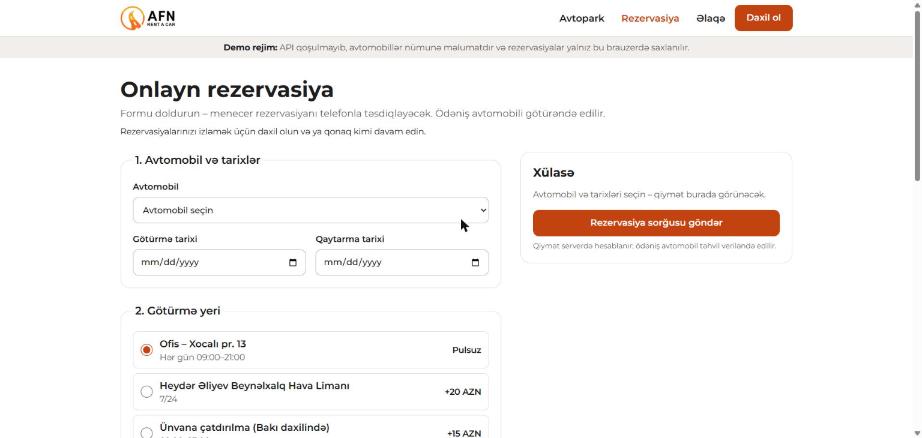 AFN
RENT A CAR
Avtopark
Rezervasiya
Əlaqə
Daxil ol
Demo rejim: API qoşulmayıb, avtomobillər nümunə məlumatdır və rezervasiyalar yalnız bu brauzerdə saxlanılır.
Onlayn rezervasiya
Formu doldurun – menecer rezervasiyanı telefonla təsdiqləyəcək. Ödəniş avtomobili götürəndə edilir.
Rezervasiyalarınızı izləmək üçün daxil olun və ya qonaq kimi davam edin.
1. Avtomobil və tarixlər
Avtomobil
Avtomobil seçin
Götürmə tarixi
Qaytarma tarixi
mm/dd/yyyy
mm/dd/yyyy
Xülasə
Avtomobil və tarixləri seçin – qiymət burada görünəcək.
Rezervasiya sorğusu göndər
Qiymət serverdə hesablanır; ödəniş avtomobil təhvil veriləndə edilir.
2. Götürmə yeri
Ofis – Xocalı pr. 13
Hər gün 09:00–21:00
Pulsuz
Heydər Əliyev Beynəlxalq Hava Limanı
7/24
+20 AZN
Ünvana çatdırılma (Bakı daxilində)
+15 AZN